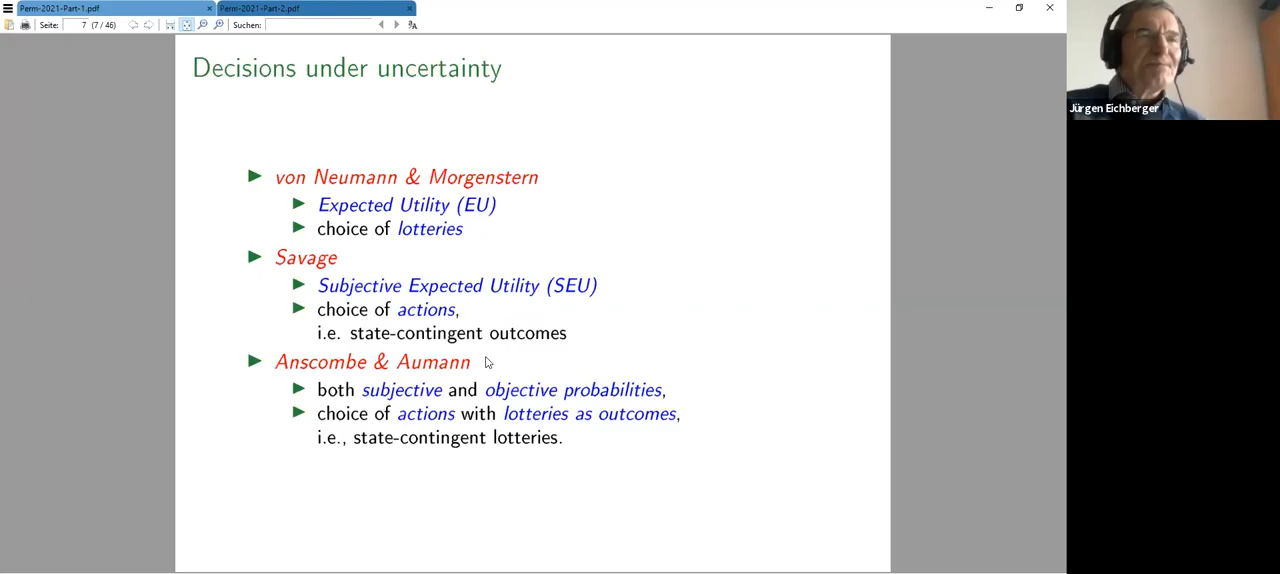 Perm-2021-Part-1.pdf
Perm-2021-Part-2.pdf
Seite: 7 (7 / 46) Suchen:
Decisions under uncertainty
Jürgen Eichberger
von Neumann & Morgenstern
Expected Utility (EU)
choice of lotteries
Savage
Subjective Expected Utility (SEU)
choice of actions,
i.e. state-contingent outcomes
Anscombe & Aumann
both subjective and objective probabilities,
choice of actions with lotteries as outcomes,
i.e., state-contingent lotteries.